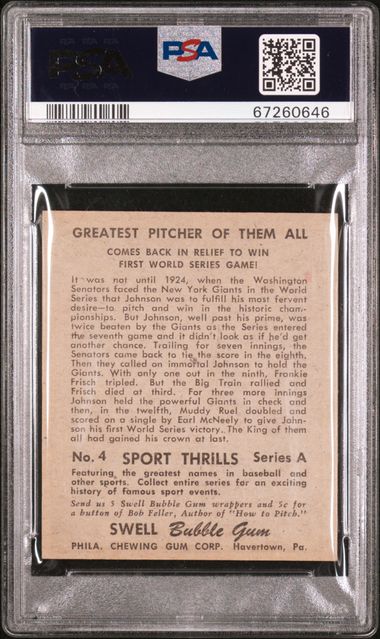 PSA
PSA
67260646
GREATEST PITCHER OF THEM ALL
COMES BACK IN RELIEF TO WIN
FIRST WORLD SERIES GAME!
It was not until 1924, when the Washington
Senators faced the New York Giants in the World
Series that Johnson was to fulfill his most fervent
desire—to pitch and win in the historic cham-
pionships. But Johnson, well past his prime, was
twice beaten by the Giants as the Series entered
the seventh game and it didn't look as if he'd get
another chance. Trailing for seven innings, the
Senators came back to tie the score in the eighth.
Then they called on immortal Johnson to hold the
Giants. With only one out in the ninth, Frankie
Frisch tripled. But the Big Train rallied and
Frisch died at third. For three more innings
Johnson held the powerful Giants in check and
then, in the twelfth, Muddy Ruel doubled and
scored on a single by Earl McNeely to give John-
son his first World Series victory. The King of them
all had gained his crown at last.
No. 4 SPORT THRILLS Series A
Featuring the greatest names in baseball and
other sports. Collect entire series for an exciting
history of famous sport events.
Send us 5 Swell Bubble Gum wrappers and 5c for
a button of Bob Feller, Author of "How to Pitch."
SWELL Bubble Gum
PHILA. CHEWING GUM CORP. Havertown, Pa.